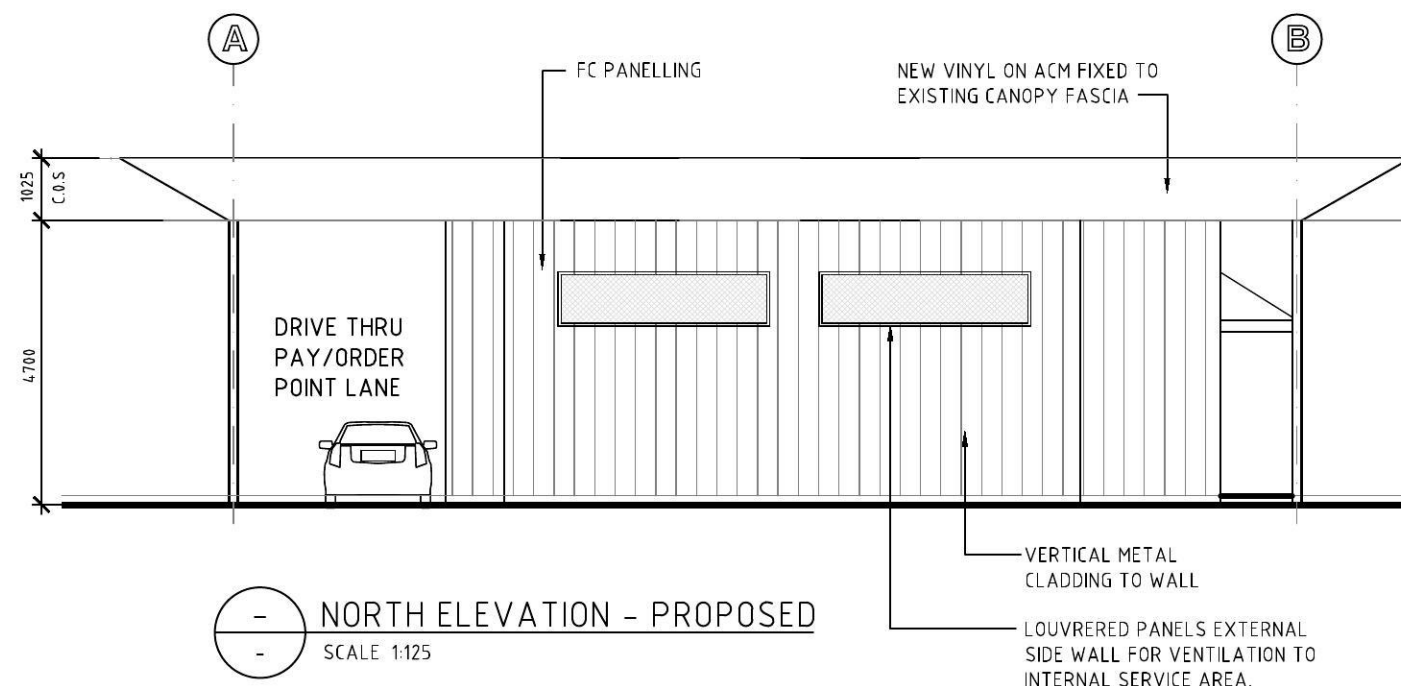 A
B
FC PANELLING
NEW VINYL ON ACM FIXED TO
EXISTING CANOPY FASCIA
1025
C.O.S
4700
DRIVE THRU
PAY/ORDER
POINT LANE
VERTICAL METAL
CLADDING TO WALL
-
NORTH ELEVATION - PROPOSED
-
SCALE 1:125
LOUVRERED PANELS EXTERNAL
SIDE WALL FOR VENTILATION TO
INTERNAL SERVICE AREA.